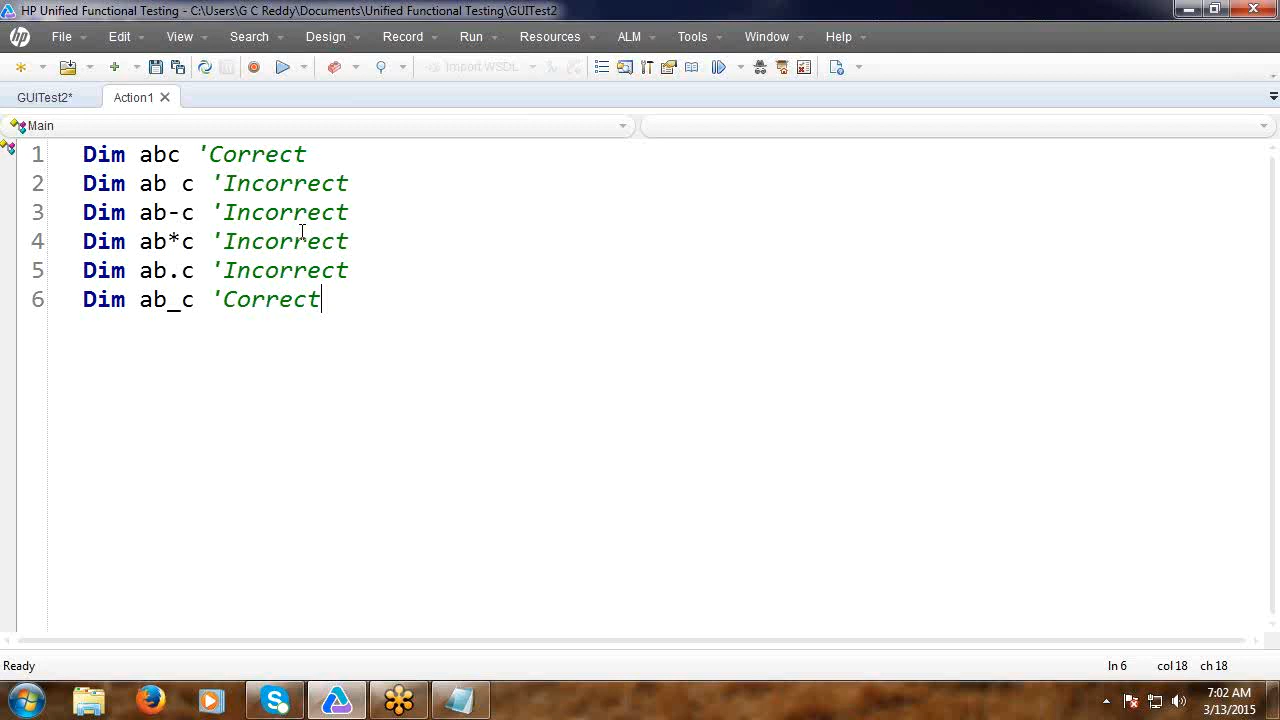 HP Unified Functional Testing - C:\Users\G C Reddy\Documents\Unified Functional Testing\GUITest2
hp File Edit View Search Design Record Run Resources ALM Tools Window Help
Import WSDL
GUITest2* Action1
Main
1 Dim abc 'Correct
2 Dim ab c 'Incorrect
3 Dim ab-c 'Incorrect
4 Dim ab*c 'Incorrect
5 Dim ab.c 'Incorrect
6 Dim ab_c 'Correct
Ready ln 6 col 18 ch 18
7:02 AM
3/13/2015